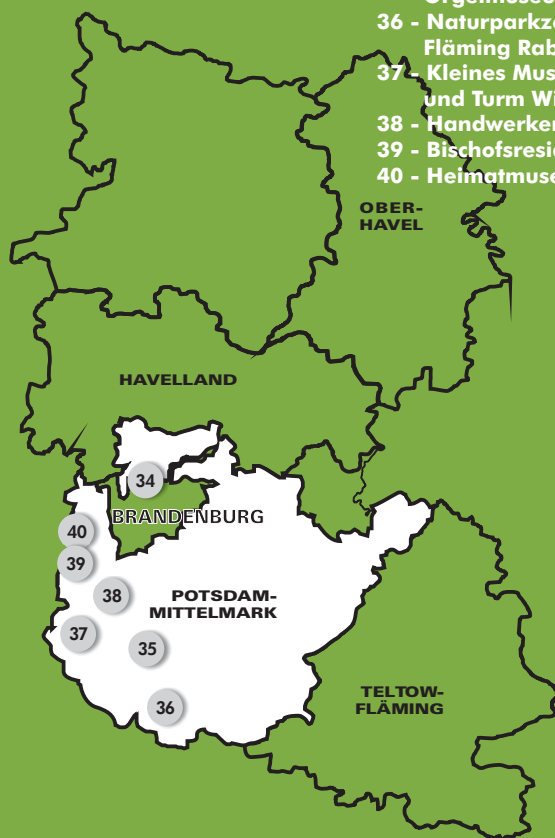 36 - Naturparkz
Fläming Rab
37 - Kleines Mus
und Turm Wi
38 - Handwerker
39 - Bischofsresid
40 - Heimatmuse
OBER-
HAVEL
HAVELLAND
34
BRANDENBURG
40
39
38
POTSDAM-
MITTELMARK
37
35
36
TELTOW-
FLÄMING